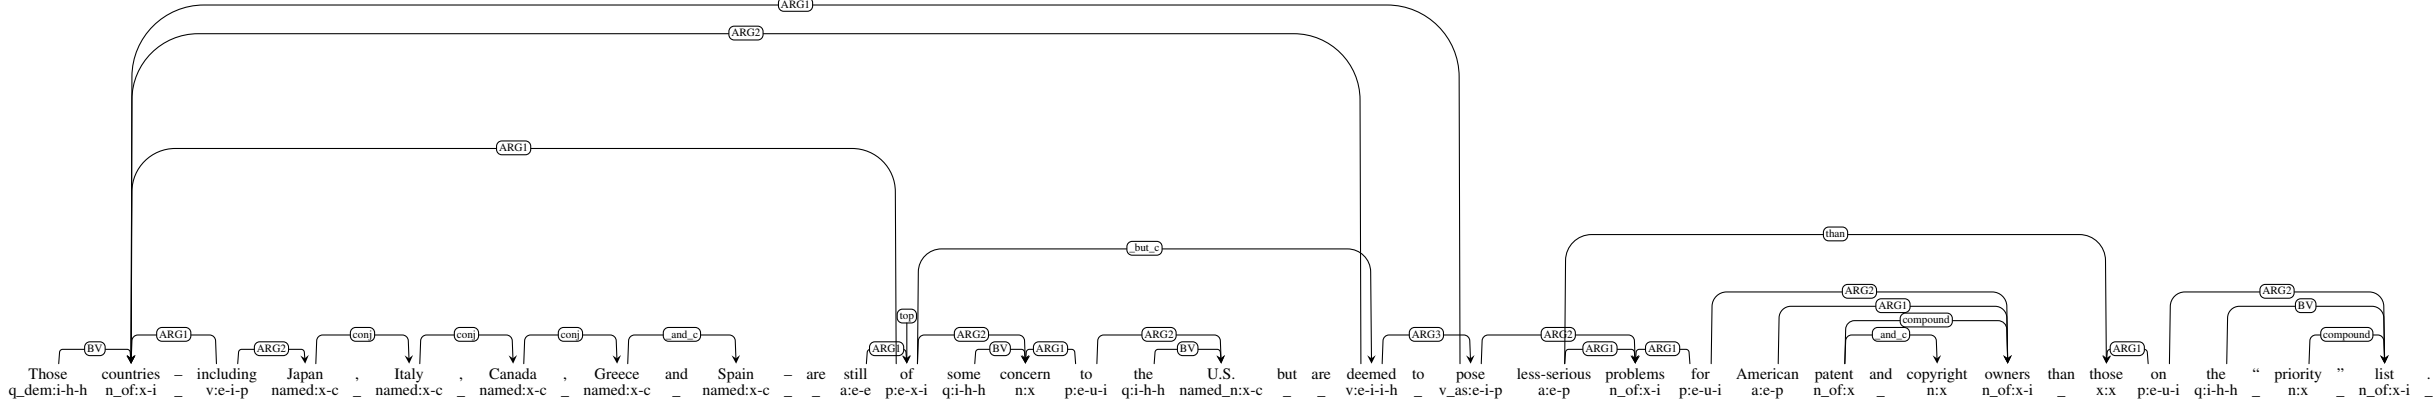 ARG1
ARG2
ARG1
than
_but_c
ARG2 ARG2
ARG1 BV
top
compound
ARG1 conj conj conj _and_c ARG2 ARG2 ARG3 ARG2 _and_c compound
BV ARG2 ARG1 BV ARG1 BV ARG1 ARG1 ARG1
Those countries – including Japan , Italy , Canada , Greece and Spain – are still of some concern to the U.S. but are deemed to pose less-serious problems for American patent and copyright owners than those on the “ priority ” list .
q_dem:i-h-h n_of:x-i _ v:e-i-p named:x-c _ named:x-c _ named:x-c _ named:x-c _ named:x-c _ _ a:e-e p:e-x-i q:i-h-h n:x p:e-u-i q:i-h-h named_n:x-c _ _ v:e-i-i-h _ v_as:e-i-p a:e-p n_of:x-i p:e-u-i a:e-p n_of:x _ n:x n_of:x-i _ x:x p:e-u-i q:i-h-h _ n:x _ n_of:x-i _